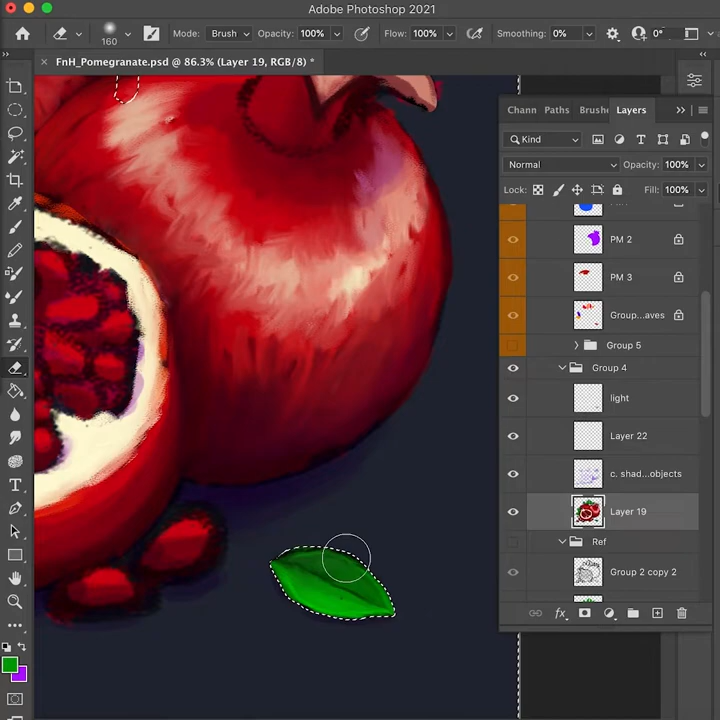 Adobe Photoshop 2021
160
Mode: Brush
Opacity: 100%
Flow: 100%
Smoothing: 0%
0°
× FnH_Pomegranate.psd @ 86.3% (Layer 19, RGB/8) *
Chann
Paths
Brushe
Layers
Kind
Normal
Opacity: 100%
Lock:
Fill: 100%
PM 2
PM 3
Group...aves
Group 5
Group 4
light
Layer 22
c. shad...objects
Layer 19
Ref
Group 2 copy 2
fx